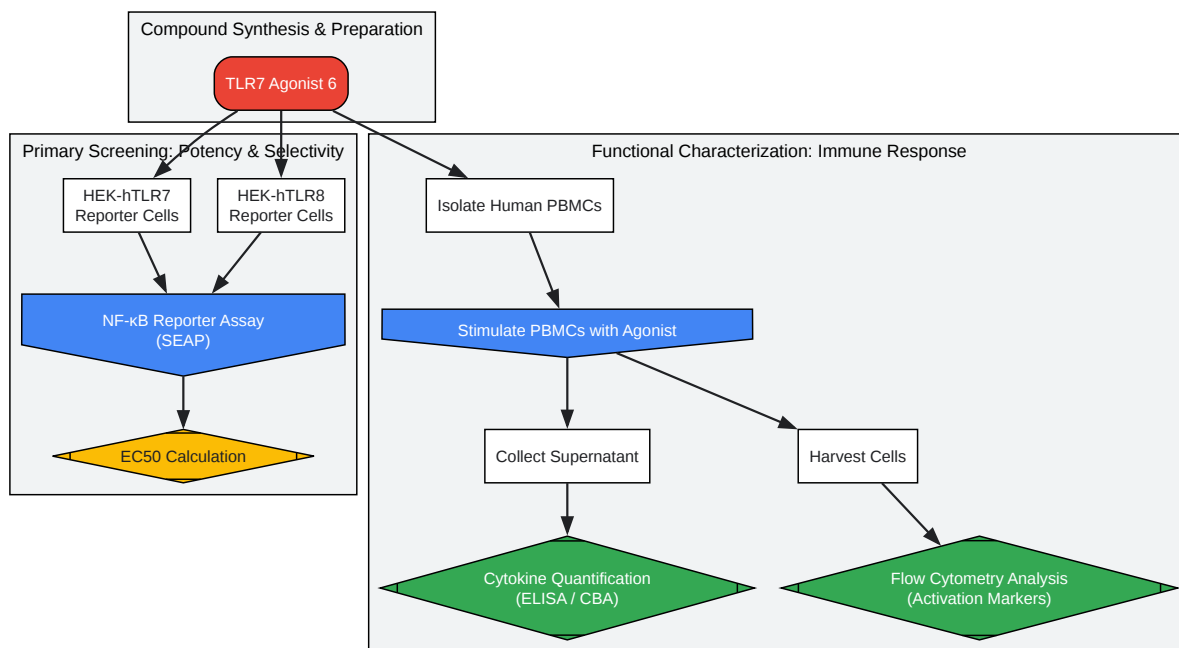 Compound Synthesis & Preparation
TLR7 Agonist 6
Primary Screening: Potency & Selectivity
HEK-hTLR7
Reporter Cells
HEK-hTLR8
Reporter Cells
NF-κB Reporter Assay
(SEAP)
EC50 Calculation
Functional Characterization: Immune Response
Isolate Human PBMCs
Stimulate PBMCs with Agonist
Collect Supernatant
Harvest Cells
Cytokine Quantification
(ELISA / CBA)
Flow Cytometry Analysis
(Activation Markers)